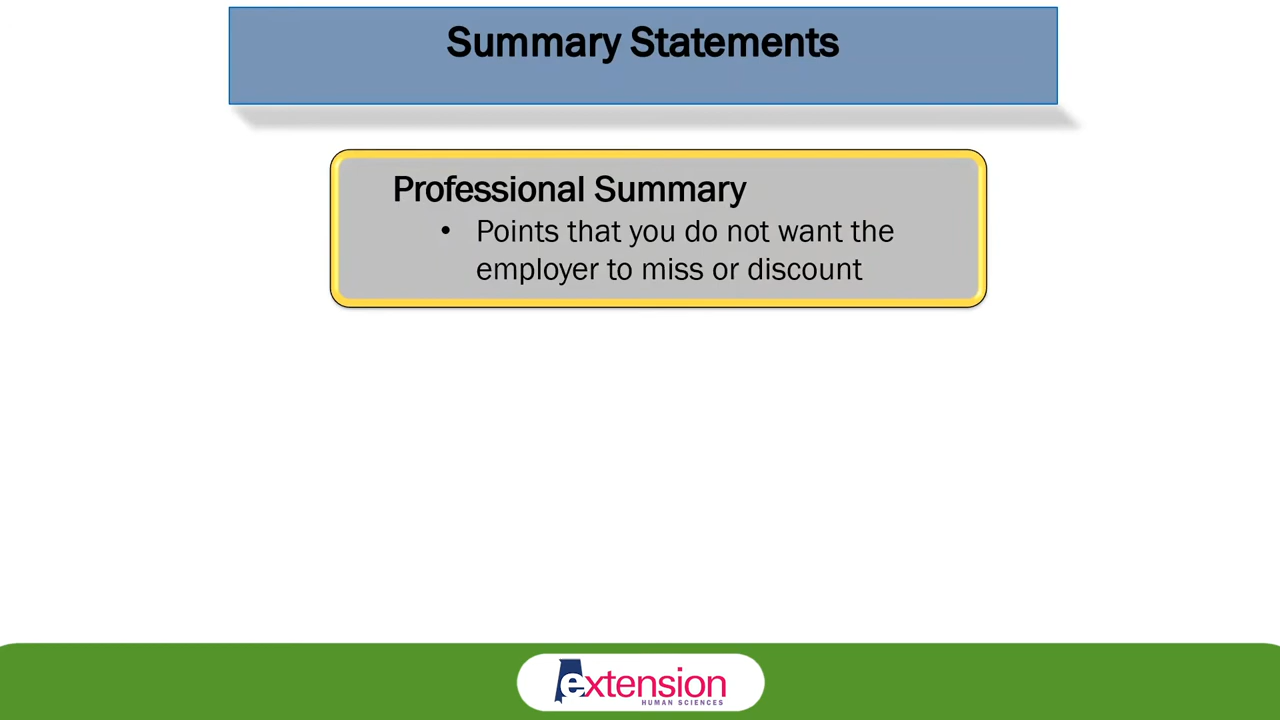 Summary Statements
Professional Summary
• Points that you do not want the
employer to miss or discount
extension
HUMAN SCIENCES